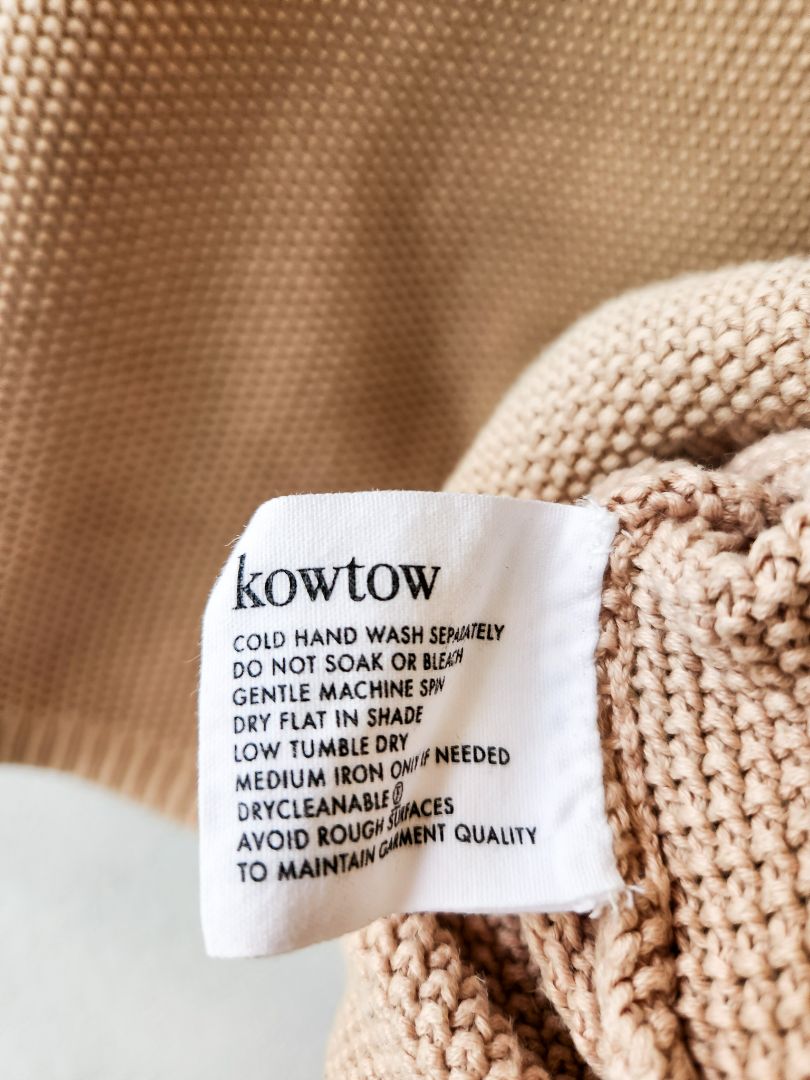 kowtow
COLD HAND WASH SEPARATELY
DO NOT SOAK OR BLEACH
GENTLE MACHINE SPIN
DRY FLAT IN SHADE
LOW TUMBLE DRY
MEDIUM IRON ONLY IF NEEDED
DRYCLEANABLE Ⓟ
AVOID ROUGH SURFACES
TO MAINTAIN GARMENT QUALITY